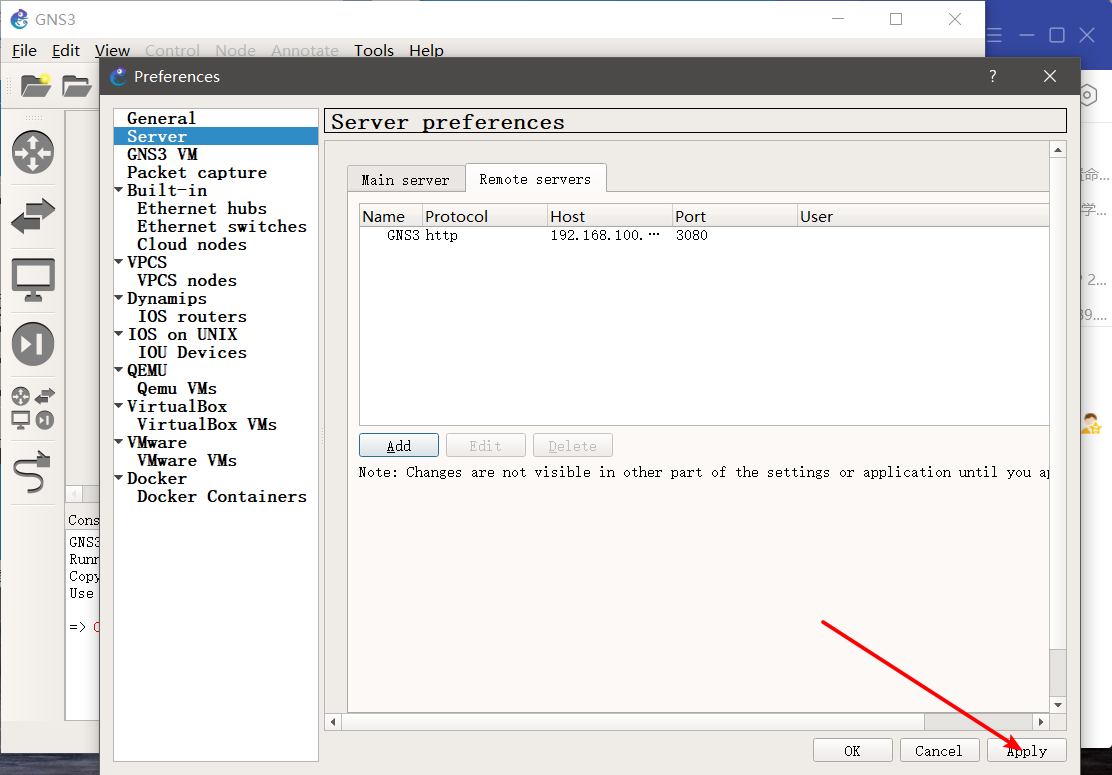 GNS3
File Edit View Control Node Annotate Tools Help
Preferences
?
General
Server
GNS3 VM
Packet capture
Built-in
Ethernet hubs
Ethernet switches
Cloud nodes
VPCS
VPCS nodes
Dynamips
IOS routers
IOS on UNIX
IOU Devices
QEMU
Qemu VMs
VirtualBox
VirtualBox VMs
VMware
VMware VMs
Docker
Docker Containers
Server preferences
Main server Remote servers
Name Protocol Host Port User
GNS3 http 192.168.100.… 3080
Add Edit Delete
Note: Changes are not visible in other part of the settings or application until you ap
OK Cancel Apply
Cons
GNS3
Runn
Copy
Use
=>
命...
学...
2...
39....